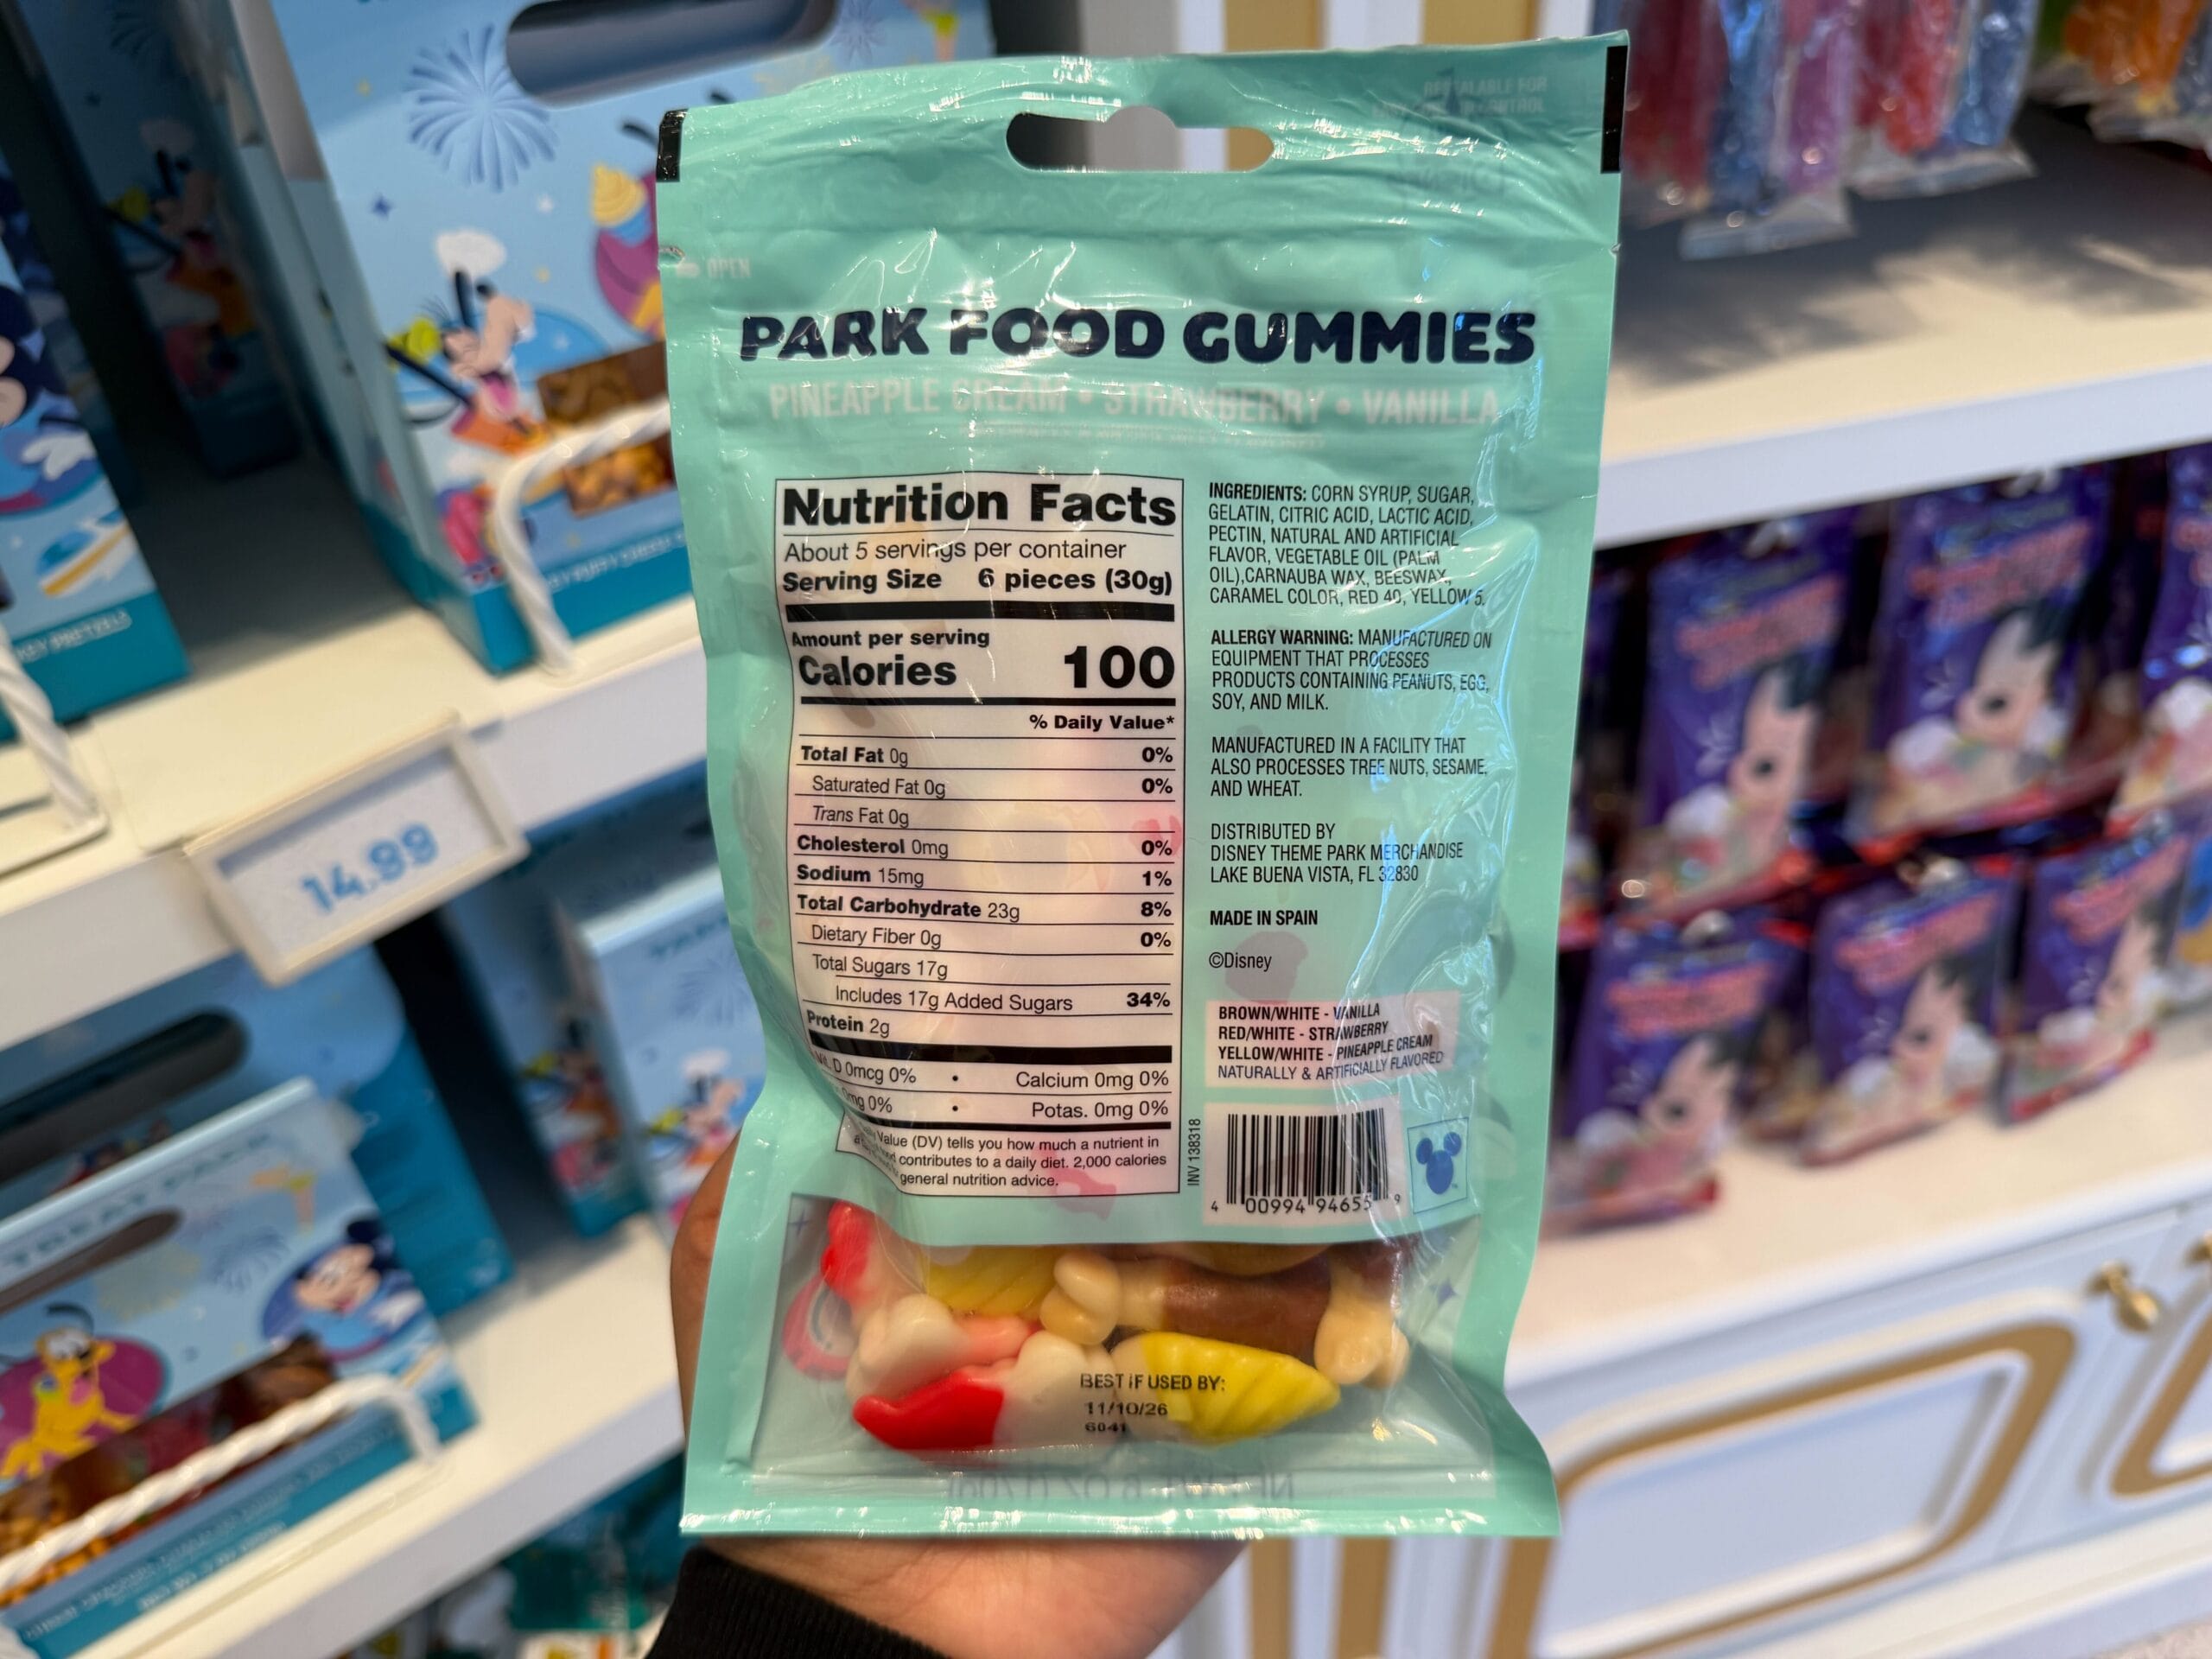 OPEN
PARK FOOD GUMMIES
PINEAPPLE CREAM • STRAWBERRY • VANILLA
Nutrition Facts
About 5 servings per container
Serving Size 6 pieces (30g)
Amount per serving
Calories 100
% Daily Value*
Total Fat 0g 0%
Saturated Fat 0g 0%
Trans Fat 0g
Cholesterol 0mg 0%
Sodium 15mg 1%
Total Carbohydrate 23g 8%
Dietary Fiber 0g 0%
Total Sugars 17g
Includes 17g Added Sugars 34%
Protein 2g
D 0mcg 0% • Calcium 0mg 0%
0mg 0% • Potas. 0mg 0%
Value (DV) tells you how much a nutrient in
contributes to a daily diet. 2,000 calories
general nutrition advice.
INGREDIENTS: CORN SYRUP, SUGAR,
GELATIN, CITRIC ACID, LACTIC ACID,
PECTIN, NATURAL AND ARTIFICIAL
FLAVOR, VEGETABLE OIL (PALM
OIL),CARNAUBA WAX, BEESWAX,
CARAMEL COLOR, RED 40, YELLOW 5.
ALLERGY WARNING: MANUFACTURED ON
EQUIPMENT THAT PROCESSES
PRODUCTS CONTAINING PEANUTS, EGG,
SOY, AND MILK.
MANUFACTURED IN A FACILITY THAT
ALSO PROCESSES TREE NUTS, SESAME,
AND WHEAT.
DISTRIBUTED BY
DISNEY THEME PARK MERCHANDISE
LAKE BUENA VISTA, FL 32830
MADE IN SPAIN
©Disney
BROWN/WHITE - VANILLA
RED/WHITE - STRAWBERRY
YELLOW/WHITE - PINEAPPLE CREAM
NATURALLY & ARTIFICIALLY FLAVORED
INV 138318
4 00994 94655 9
BEST IF USED BY:
11/10/26
6041
14.99
KEY PRETZELS